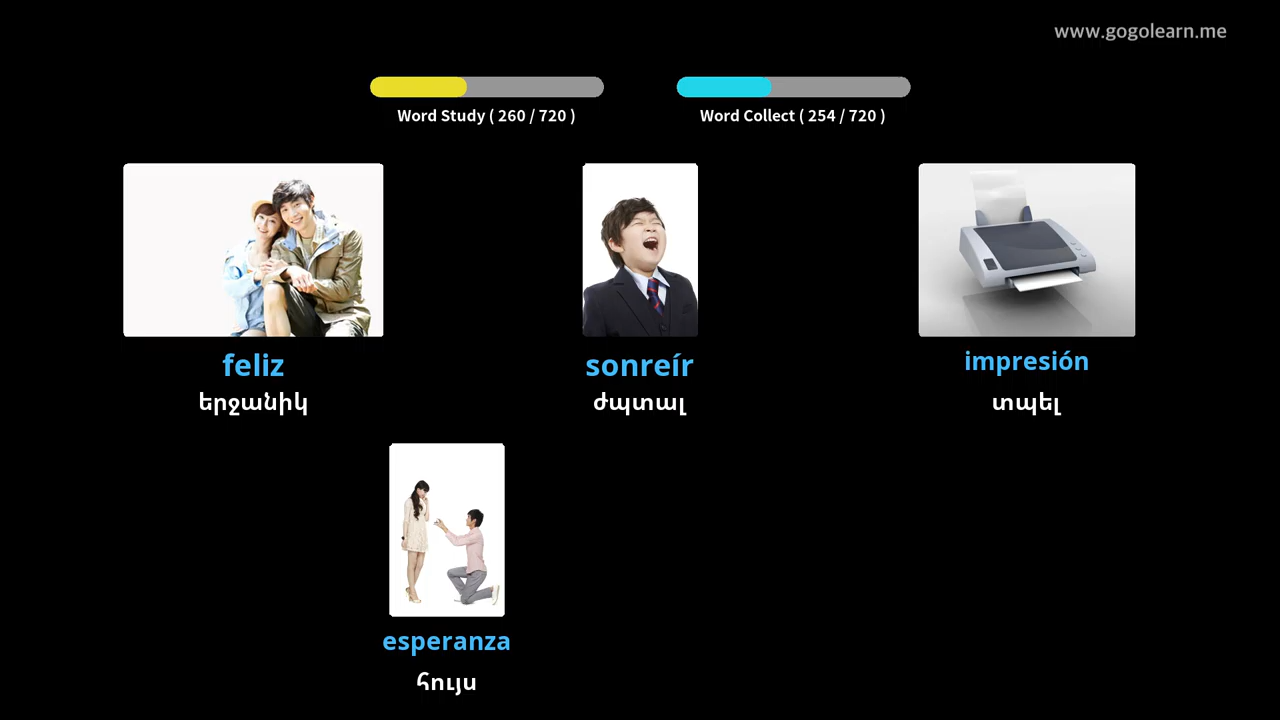 www.gogolearn.me
Word Study ( 260 / 720 )
Word Collect ( 254 / 720 )
feliz
sonreír
impresión
երջանիկ
ժպտալ
տպել
esperanza
հույս